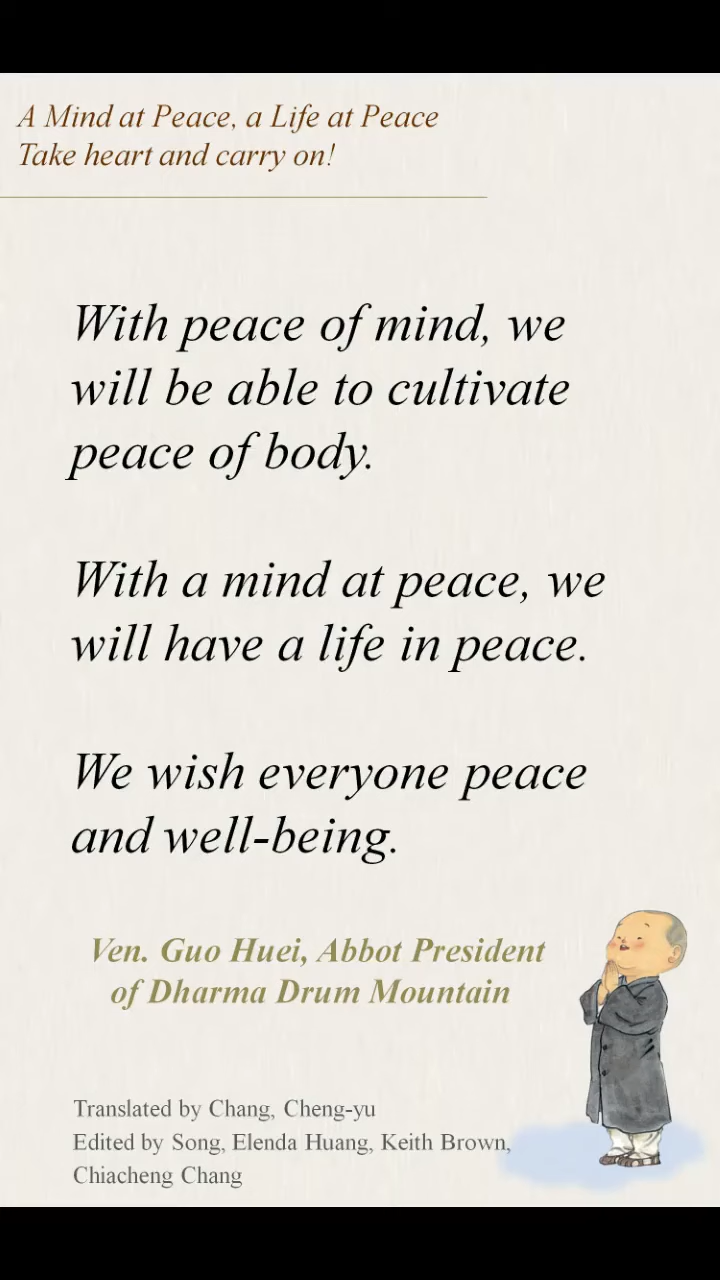 A Mind at Peace, a Life at Peace
Take heart and carry on!
With peace of mind, we
will be able to cultivate
peace of body.
With a mind at peace, we
will have a life in peace.
We wish everyone peace
and well-being.
Ven. Guo Huei, Abbot President
of Dharma Drum Mountain
Translated by Chang, Cheng-yu
Edited by Song, Elenda Huang, Keith Brown,
Chiacheng Chang